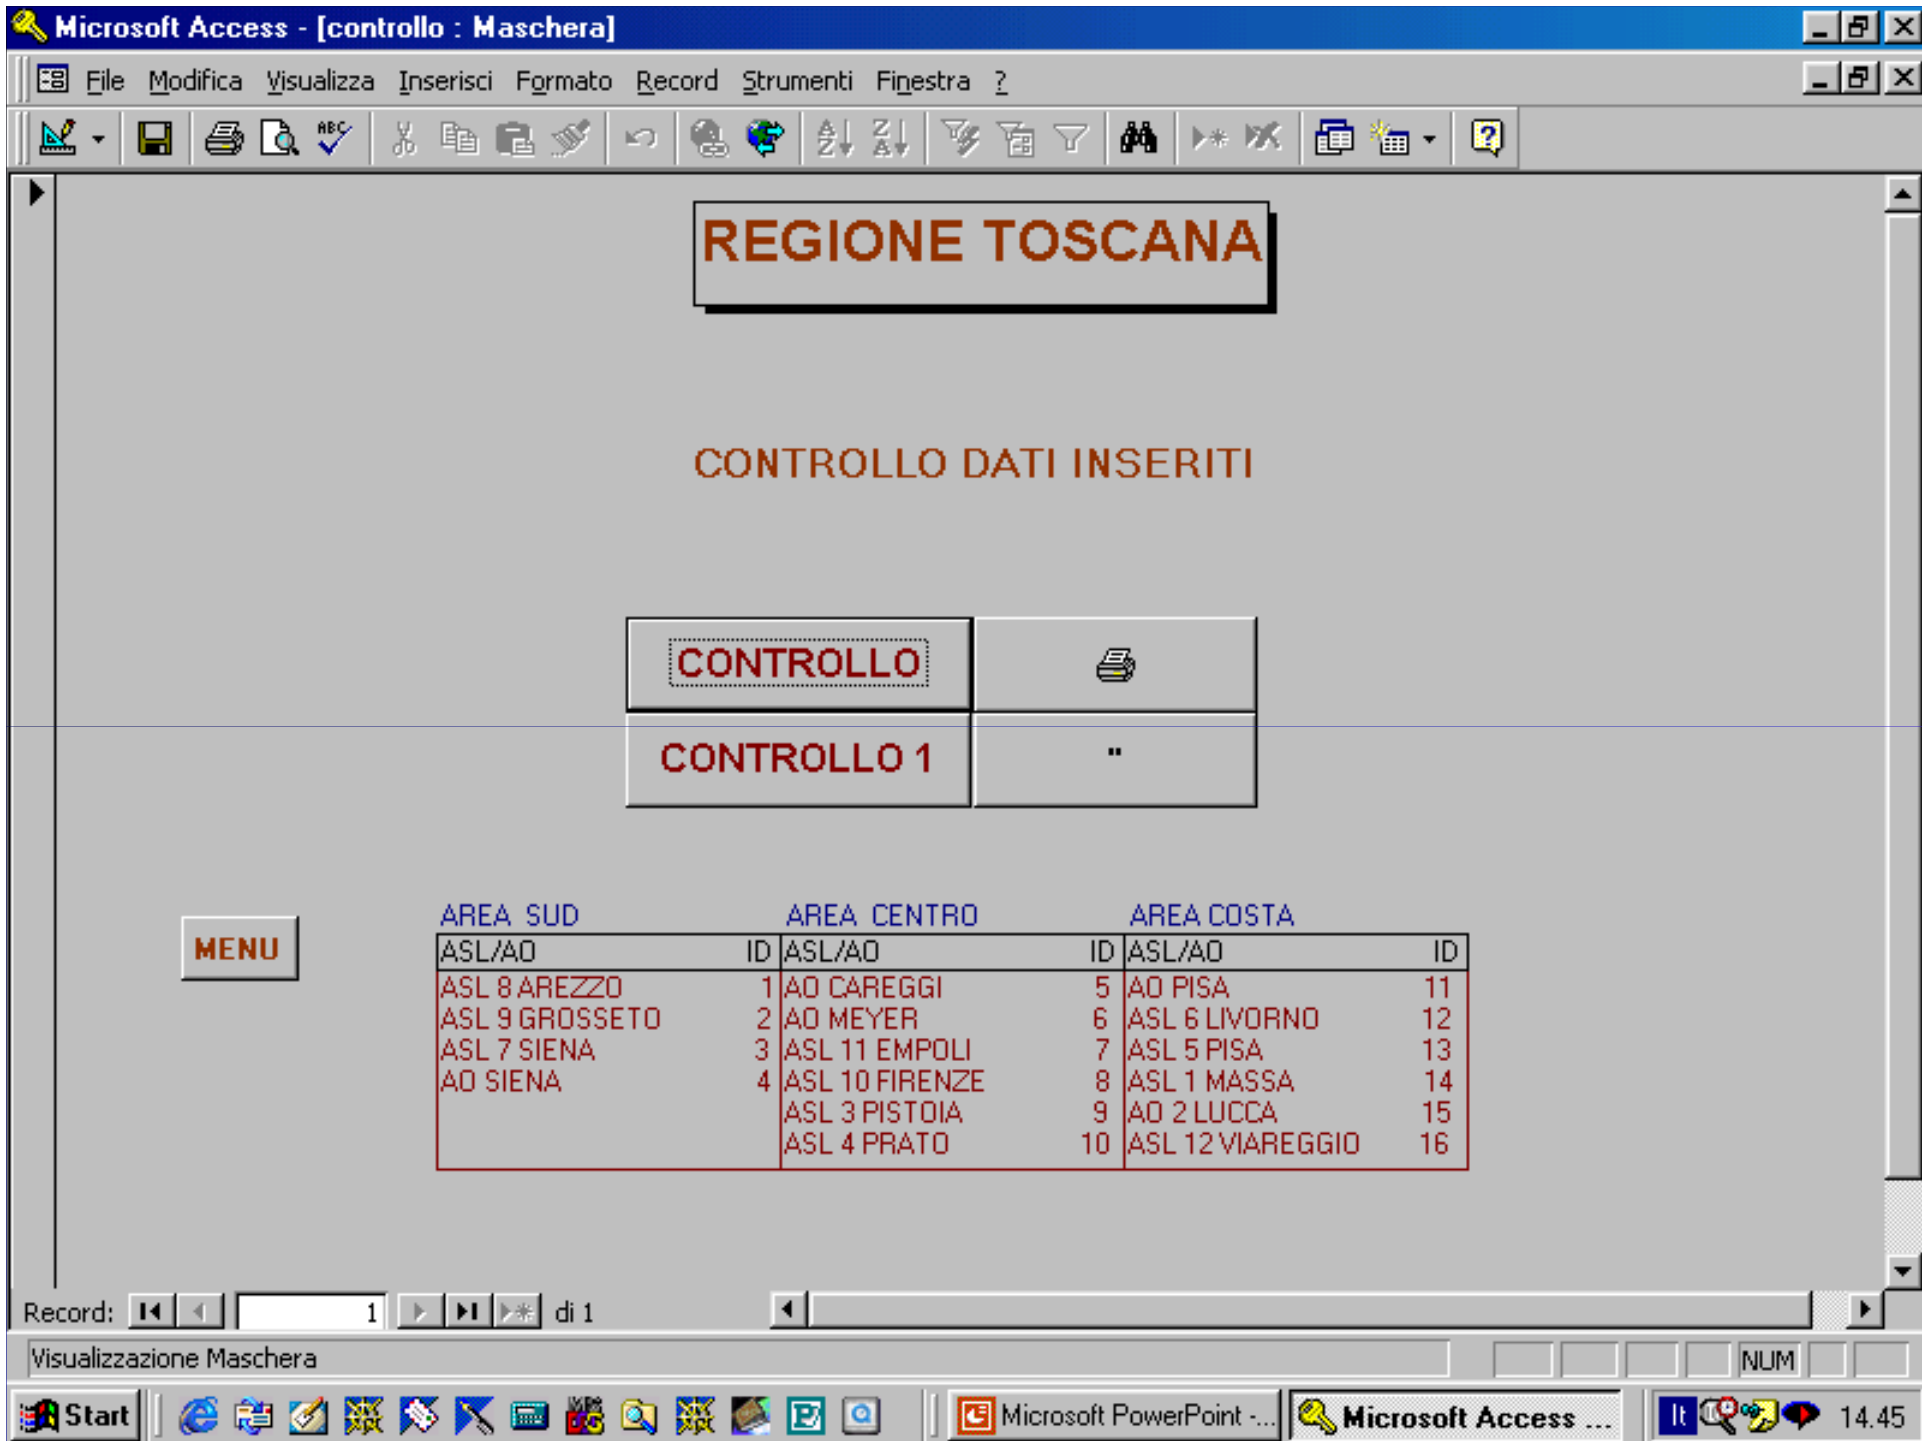 Microsoft Access - [controllo : Maschera]
File Modifica Visualizza Inserisci Formato Record Strumenti Finestra ?
REGIONE TOSCANA
CONTROLLO DATI INSERITI
CONTROLLO
CONTROLLO 1 "
MENU
AREA SUD AREA CENTRO AREA COSTA
ASL/AO ID ASL/AO ID ASL/AO ID
ASL 8 AREZZO 1 AO CAREGGI 5 AO PISA 11
ASL 9 GROSSETO 2 AO MEYER 6 ASL 6 LIVORNO 12
ASL 7 SIENA 3 ASL 11 EMPOLI 7 ASL 5 PISA 13
AO SIENA 4 ASL 10 FIRENZE 8 ASL 1 MASSA 14
ASL 3 PISTOIA 9 AO 2 LUCCA 15
ASL 4 PRATO 10 ASL 12 VIAREGGIO 16
Record: 1 di 1
Visualizzazione Maschera NUM
Start Microsoft PowerPoint -... Microsoft Access ... It 14.45